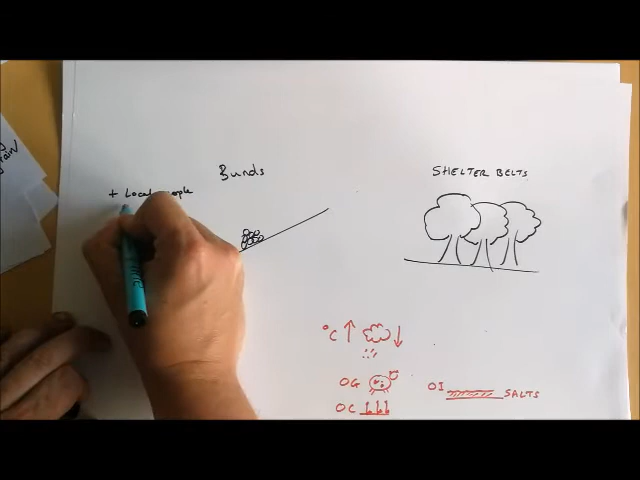 Bunds
SHELTER BELTS
+ Local
°C
OG
OC
OI
SALTS